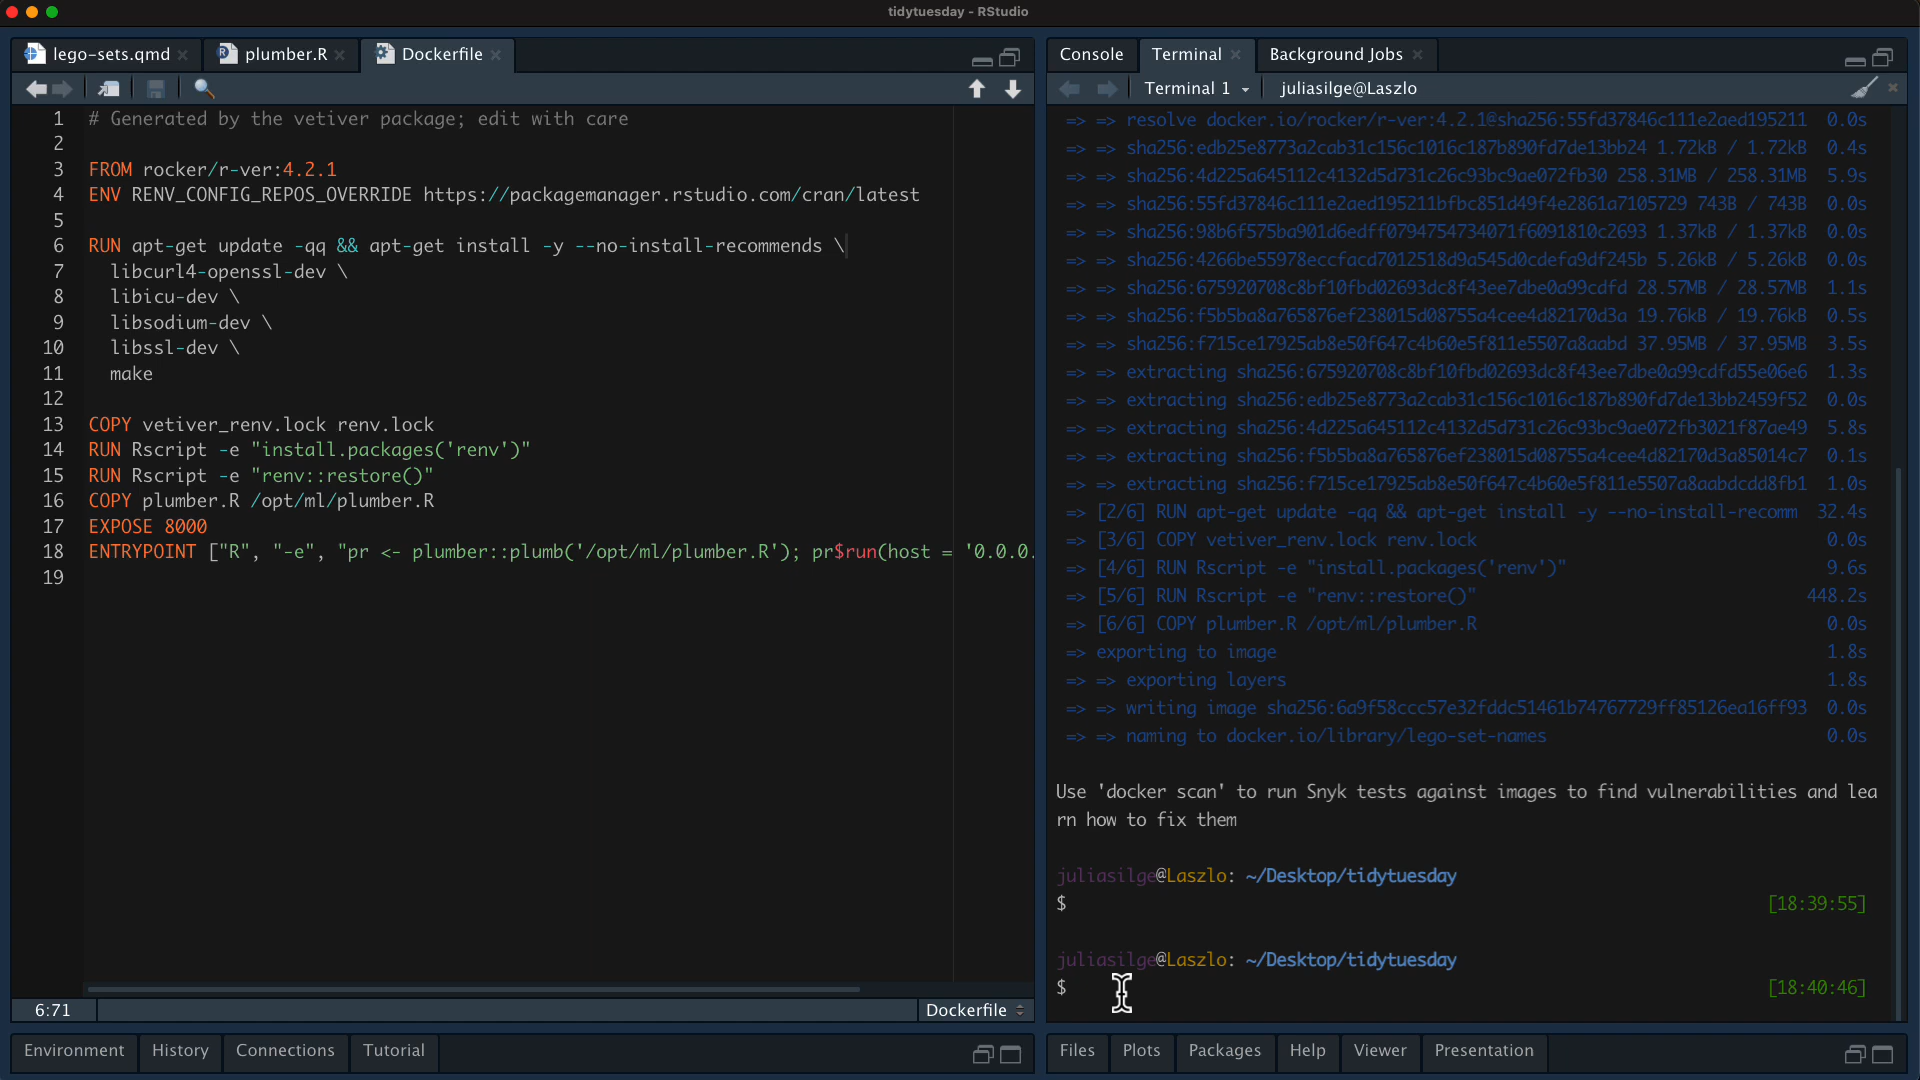 tidytuesday - RStudio
lego-sets.qmd
plumber.R
Dockerfile
1 # Generated by the vetiver package; edit with care
2
3 FROM rocker/r-ver:4.2.1
4 ENV RENV_CONFIG_REPOS_OVERRIDE https://packagemanager.rstudio.com/cran/latest
5
6 RUN apt-get update -qq && apt-get install -y --no-install-recommends \
7   libcurl4-openssl-dev \
8   libicu-dev \
9   libsodium-dev \
10   libssl-dev \
11   make
12
13 COPY vetiver_renv.lock renv.lock
14 RUN Rscript -e "install.packages('renv')"
15 RUN Rscript -e "renv::restore()"
16 COPY plumber.R /opt/ml/plumber.R
17 EXPOSE 8000
18 ENTRYPOINT ["R", "-e", "pr <- plumber::plumb('/opt/ml/plumber.R'); pr$run(host = '0.0.0.
19
6:71
Dockerfile
Environment History Connections Tutorial
Console Terminal Background Jobs
Terminal 1 juliasilge@Laszlo
=> => resolve docker.io/rocker/r-ver:4.2.1@sha256:55fd37846c111e2aed195211 0.0s
=> => sha256:edb25e8773a2cab31c156c1016c187b890fd7de13bb24 1.72kB / 1.72kB 0.4s
=> => sha256:4d225a645112c4132d5d731c26c93bc9ae072fb30 258.31MB / 258.31MB 5.9s
=> => sha256:55fd37846c111e2aed195211bfbc851d49f4e2861a7105729 743B / 743B 0.0s
=> => sha256:98b6f575ba901d6edff0794754734071f6091810c2693 1.37kB / 1.37kB 0.0s
=> => sha256:4266be55978eccfacd7012518d9a545d0cdefa9df245b 5.26kB / 5.26kB 0.0s
=> => sha256:675920708c8bf10fbd02693dc8f43ee7dbe0a99cdfd 28.57MB / 28.57MB 1.1s
=> => sha256:f5b5ba8a765876ef238015d08755a4cee4d82170d3a 19.76kB / 19.76kB 0.5s
=> => sha256:f715ce17925ab8e50f647c4b60e5f811e5507a8aabd 37.95MB / 37.95MB 3.5s
=> => extracting sha256:675920708c8bf10fbd02693dc8f43ee7dbe0a99cdfd55e06e6 1.3s
=> => extracting sha256:edb25e8773a2cab31c156c1016c187b890fd7de13bb2459f52 0.0s
=> => extracting sha256:4d225a645112c4132d5d731c26c93bc9ae072fb3021f87ae49 5.8s
=> => extracting sha256:f5b5ba8a765876ef238015d08755a4cee4d82170d3a85014c7 0.1s
=> => extracting sha256:f715ce17925ab8e50f647c4b60e5f811e5507a8aabdcdd8fb1 1.0s
=> [2/6] RUN apt-get update -qq && apt-get install -y --no-install-recomm 32.4s
=> [3/6] COPY vetiver_renv.lock renv.lock 0.0s
=> [4/6] RUN Rscript -e "install.packages('renv')" 9.6s
=> [5/6] RUN Rscript -e "renv::restore()" 448.2s
=> [6/6] COPY plumber.R /opt/ml/plumber.R 0.0s
=> exporting to image 1.8s
=> => exporting layers 1.8s
=> => writing image sha256:6a9f58ccc57e32fddc51461b74767729ff85126ea16ff93 0.0s
=> => naming to docker.io/library/lego-set-names 0.0s
Use 'docker scan' to run Snyk tests against images to find vulnerabilities and lea
rn how to fix them
juliasilge@Laszlo: ~/Desktop/tidytuesday
$ [18:39:55]
juliasilge@Laszlo: ~/Desktop/tidytuesday
$ [18:40:46]
Files Plots Packages Help Viewer Presentation